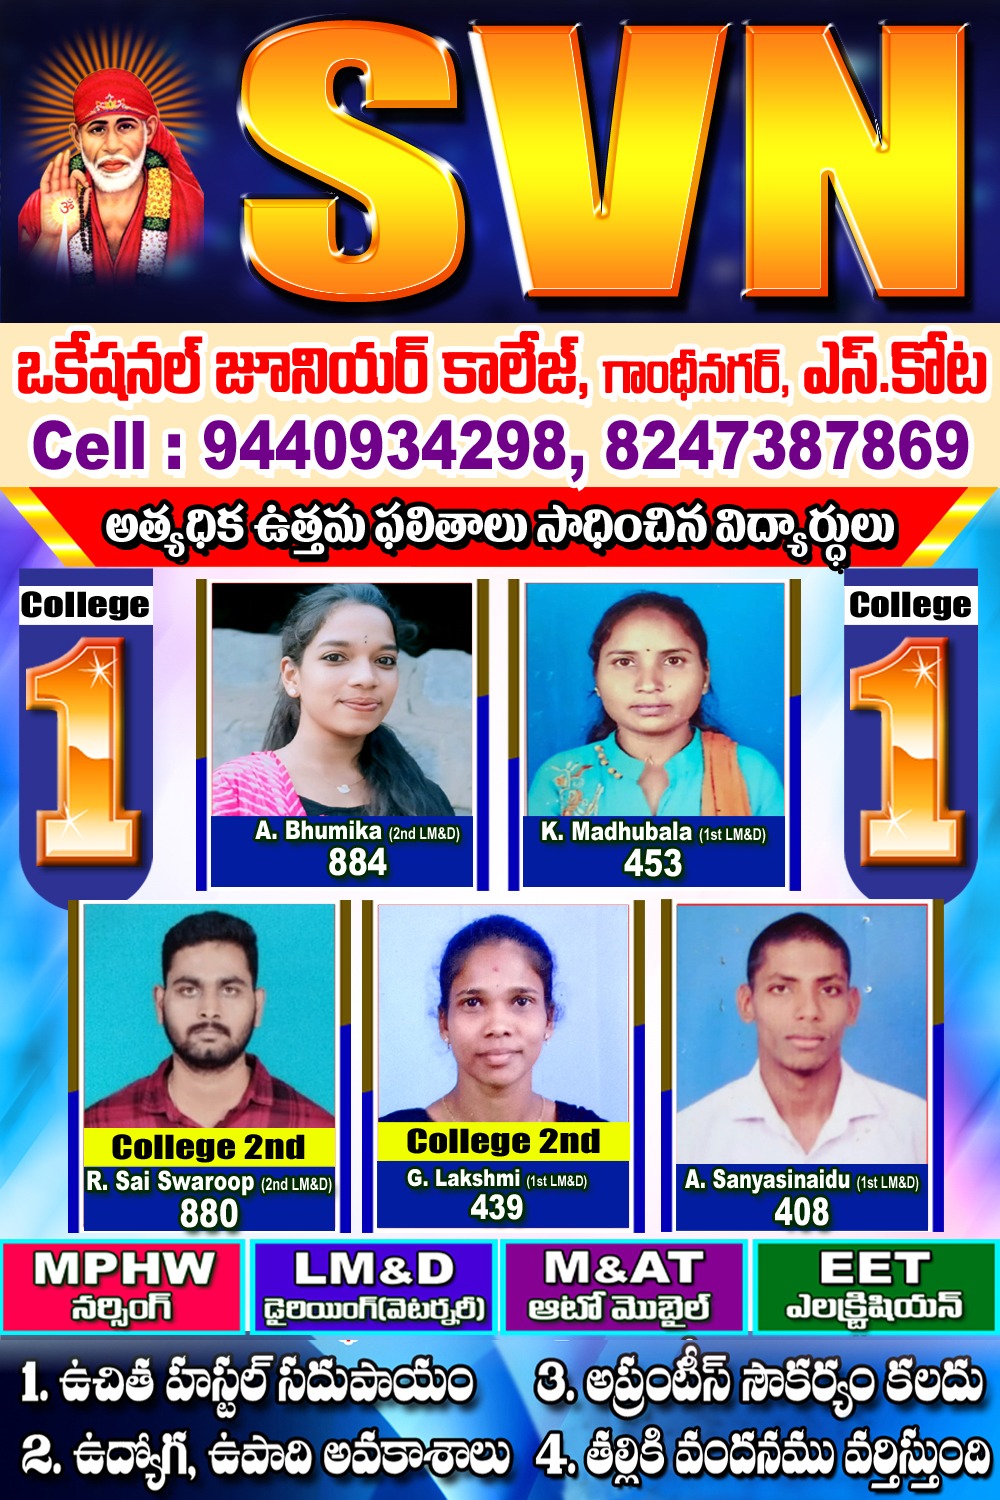 SVN
ఒకేషనల్ జూనియర్ కాలేజ్, గాంధీనగర్, ఎస్.కోట
Cell : 9440934298, 8247387869
అత్యధిక ఉత్తమ ఫలితాలు సాధించిన విద్యార్థులు
College
1
College
1
A. Bhumika (2nd LM&D)
884
K. Madhubala (1st LM&D)
453
College 2nd
R. Sai Swaroop (2nd LM&D)
880
College 2nd
G. Lakshmi (1st LM&D)
439
A. Sanyasinaidu (1st LM&D)
408
MPHW
నర్సింగ్
LM&D
డైరీయింగ్(వెటర్నరీ)
M&AT
ఆటో మొబైల్
EET
ఎలక్ట్రీషియన్
1. ఉచిత హాస్టల్ సదుపాయం
2. ఉద్యోగ, ఉపాది అవకాశాలు
3. అప్రంటీస్ సౌకర్యం కలదు
4. తల్లికి వందనము వర్తిస్తుంది